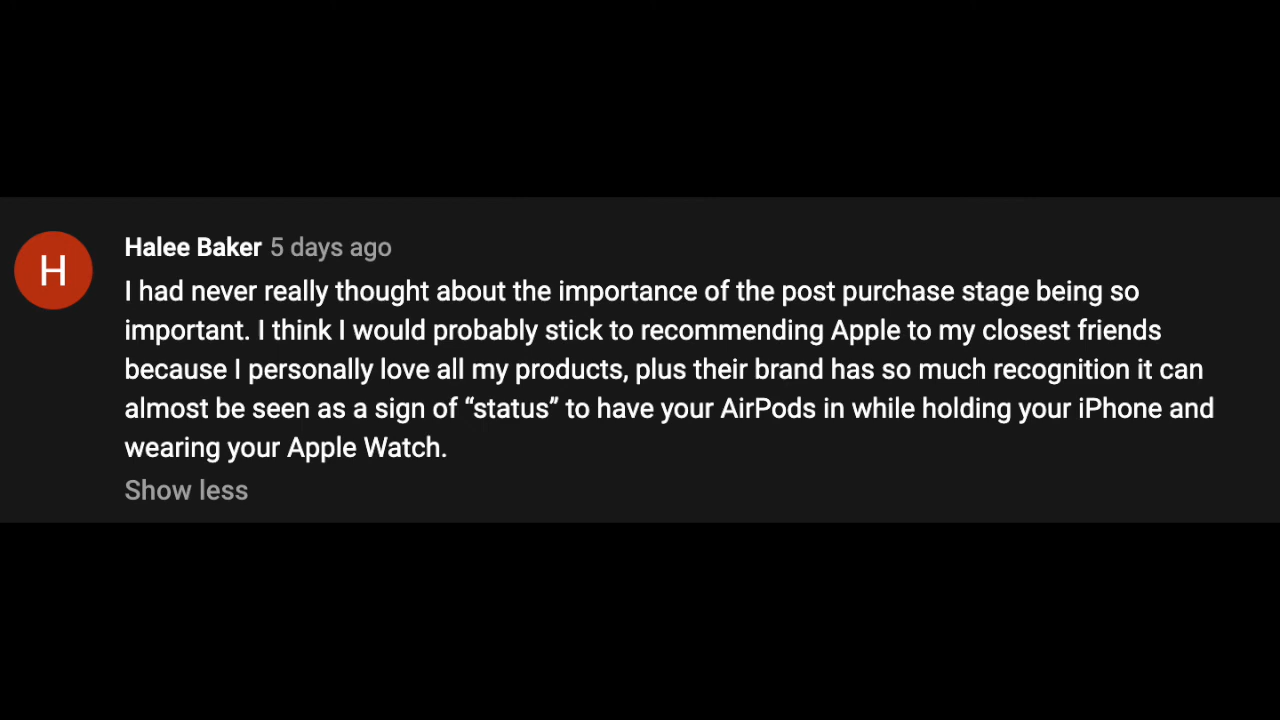 H
Halee Baker 5 days ago
I had never really thought about the importance of the post purchase stage being so
important. I think I would probably stick to recommending Apple to my closest friends
because I personally love all my products, plus their brand has so much recognition it can
almost be seen as a sign of “status” to have your AirPods in while holding your iPhone and
wearing your Apple Watch.
Show less